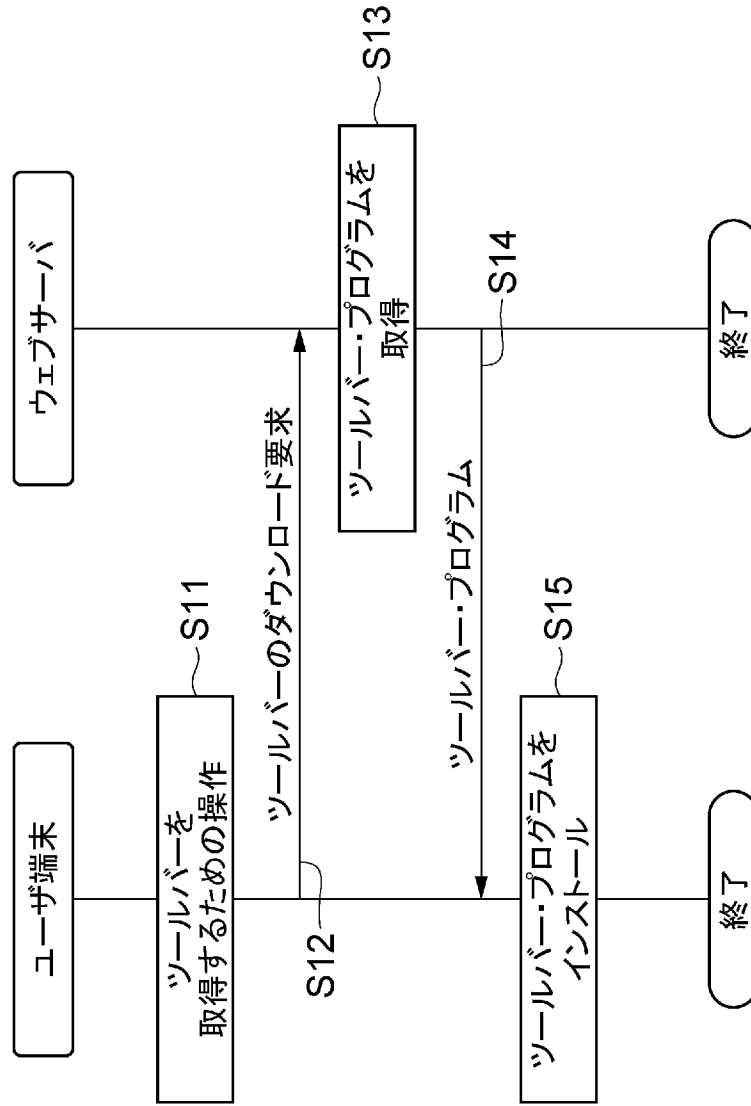 ユーザ端末
ウェブサーバ
ツールバーを
取得するための操作
S11
ツールバーのダウンロード要求
S12
ツールバー・プログラムを
取得
S13
ツールバー・プログラム
S14
ツールバー・プログラムを
インストール
S15
終了
終了